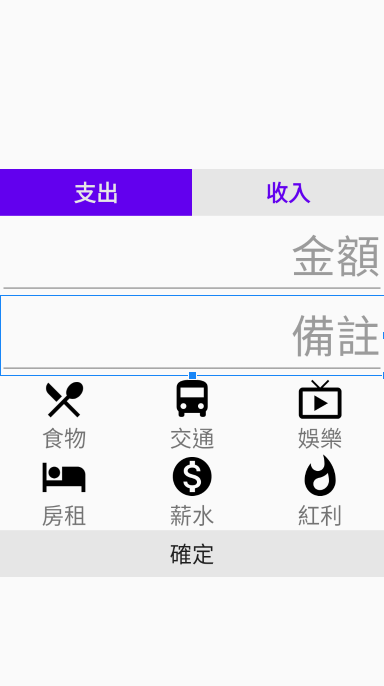 支出 收入
金額
備註
食物 交通 娛樂
房租 薪水 紅利
確定